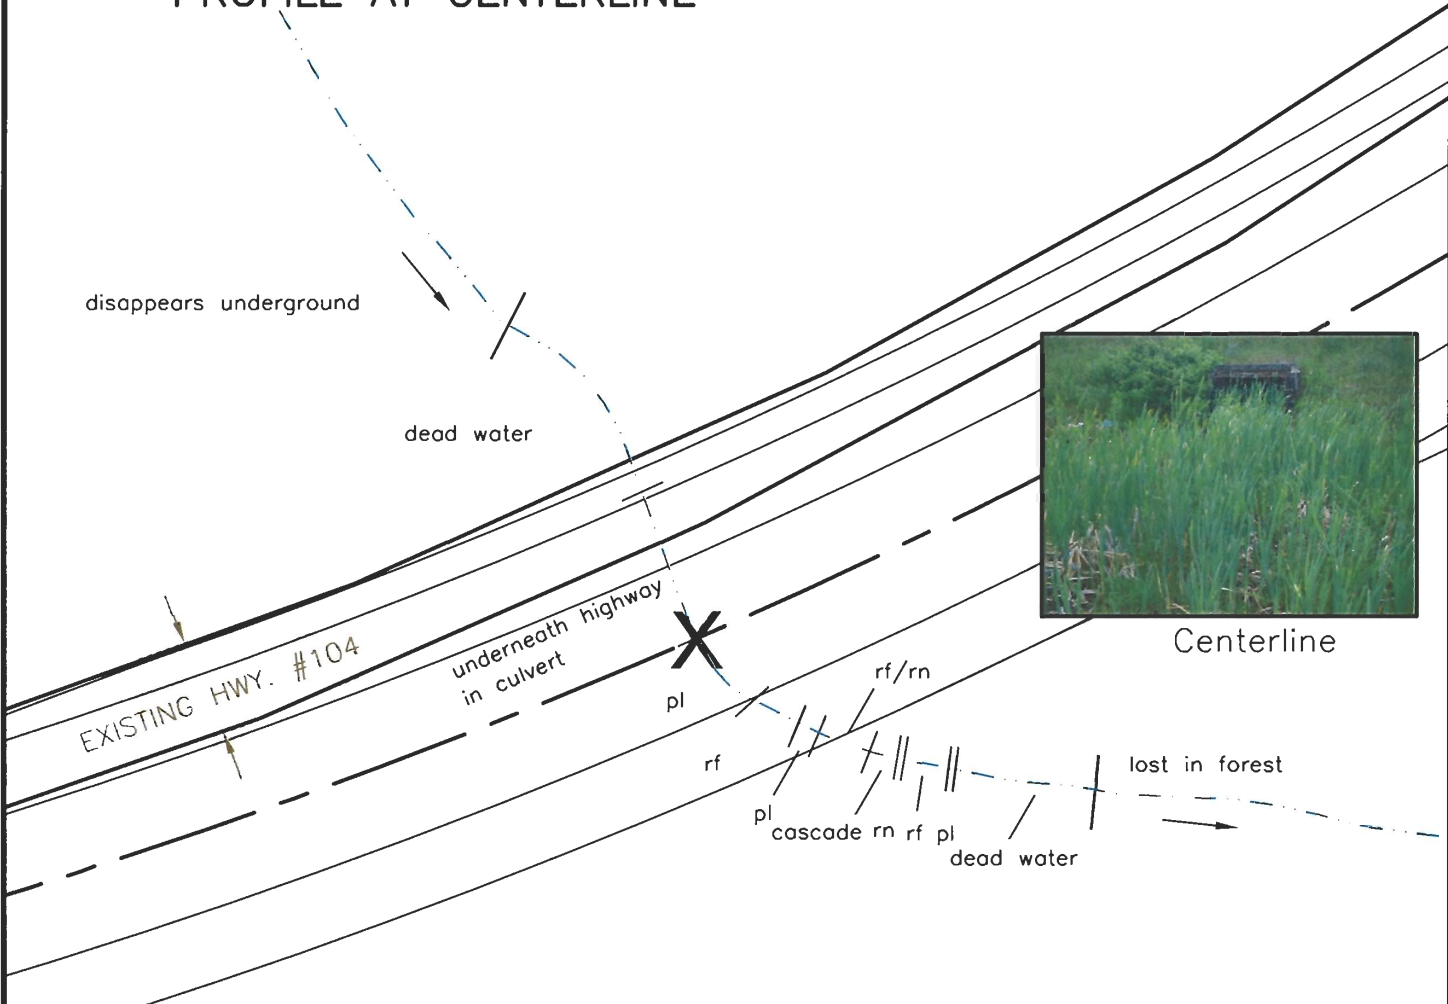 PROFILE AT CENTERLINE
disappears underground
dead water
EXISTING HWY. #104
underneath highway
in culvert
Centerline
pl
rf/rn
rf
lost in forest
pl
cascade rn rf pl
dead water